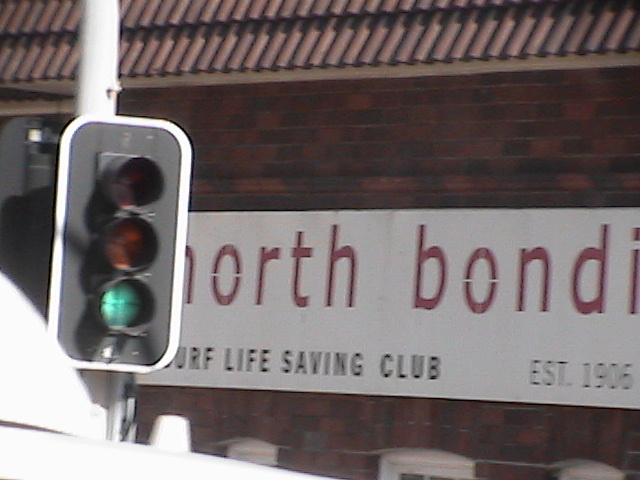 north bondi
URF LIFE SAVING CLUB
EST. 1906